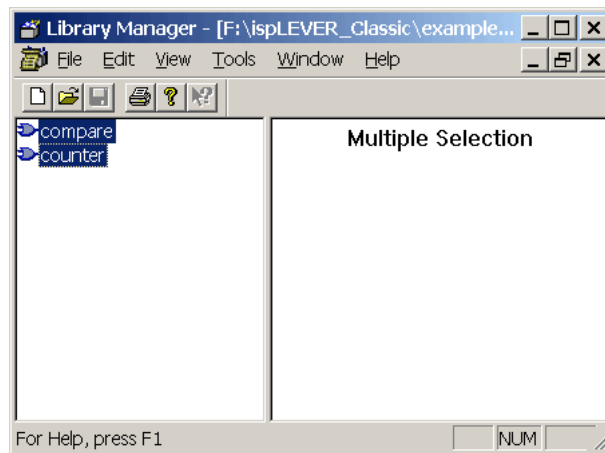 Library Manager - [F:\ispLEVER_Classic\example...
File Edit View Tools Window Help
compare
counter
Multiple Selection
For Help, press F1
NUM